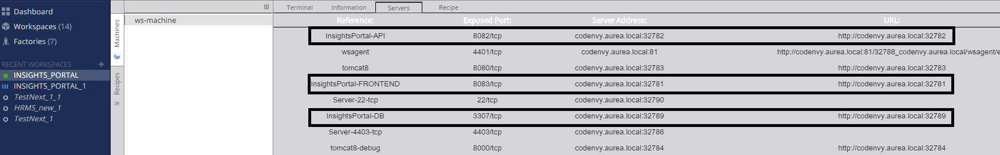 Dashboard
Workspaces (14)
Factories (7)
RECENT WORKSPACES +
INSIGHTS_PORTAL
INSIGHTS_PORTAL_1
TestNext_1_1
HRMS_new_1
TestNext_1
Machines
Recipes
ws-machine
Terminal Information Servers Recipe
Reference: Exposed Port: Server Address: URL:
InsightsPortal-API 8082/tcp codenvy.aurea.local:32782 http://codenvy.aurea.local:32782
wsagent 4401/tcp codenvy.aurea.local:81 http://codenvy.aurea.local:81/32788_codenvy.aurea.local/wsagent/e
tomcat8 8080/tcp codenvy.aurea.local:32783 http://codenvy.aurea.local:32783
InsightsPortal-FRONTEND 8083/tcp codenvy.aurea.local:32781 http://codenvy.aurea.local:32781
Server-22-tcp 22/tcp codenvy.aurea.local:32790
InsightsPortal-DB 3307/tcp codenvy.aurea.local:32789 http://codenvy.aurea.local:32789
Server-4403-tcp 4403/tcp codenvy.aurea.local:32786
tomcat8-debug 8000/tcp codenvy.aurea.local:32784 http://codenvy.aurea.local:32784